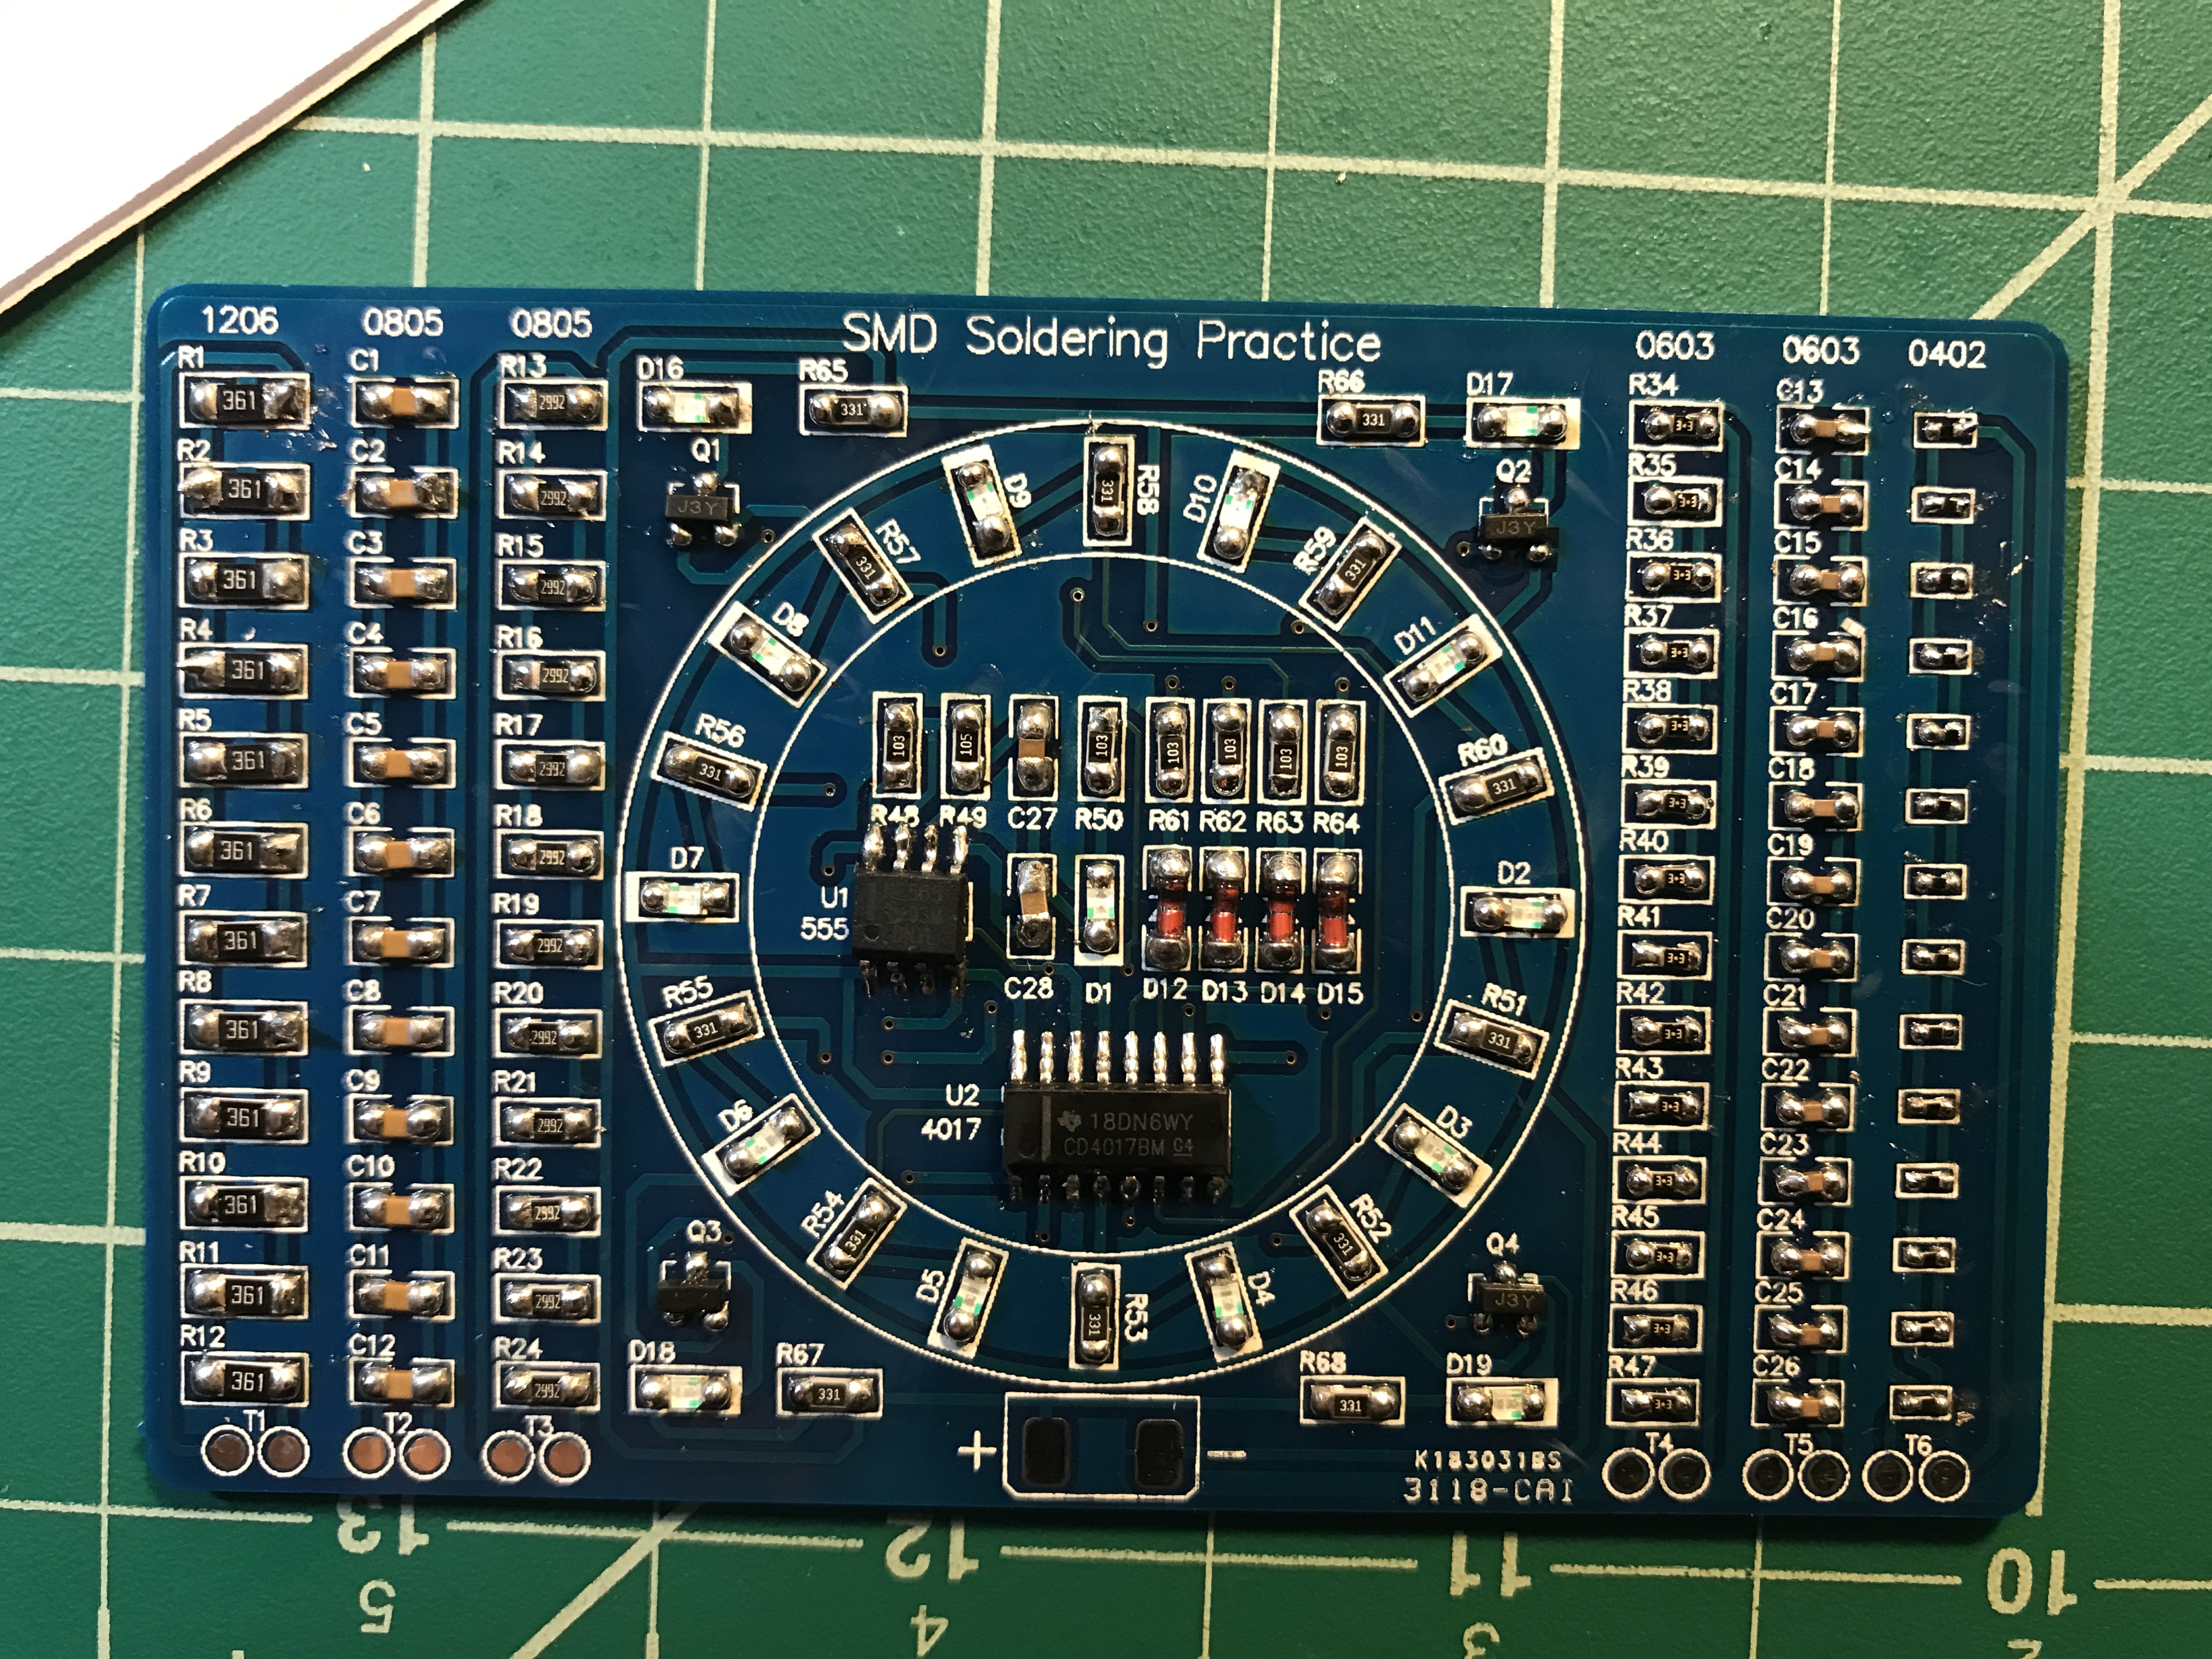 1206 0805 0805 SMD Soldering Practice 0603 0603 0402
R1 C1 R13 D16 R65 R66 D17 R34 C13
361 2992 331 331
R2 C2 R14 Q1 D9 R58 D10 Q2 R35 C14
361 2992 J3Y 331 J3Y
R3 C3 R15 R57 R59 R36 C15
361 2992 331 331
R4 C4 R16 D8 D11 R37 C16
361 2992
R5 C5 R17 R56 R60 R38 C17
361 2992 331 103 105 103 103 103 103 103 331
R6 C6 R18 R48 R49 C27 R50 R61 R62 R63 R64 R39 C18
361 2992
R7 C7 R19 D7 U1 D2 R40 C19
361 2992 555
R8 C8 R20 R55 C28 D1 D12 D13 D14 D15 R51 R41 C20
361 2992 331 331
R42 C21
R9 C9 R21 D6 U2 D3 R43 C22
361 2992 4017 18DN6WY
CD4017BM G4
R10 C10 R22 R54 R52 R44 C23
361 2992 331 331
R11 C11 R23 Q3 D5 R53 D4 Q4 R45 C24
361 2992 331 J3Y
R46 C25
R12 C12 R24 D18 R67 R68 D19 R47 C26
361 2992 331 331
T1 T2 T3 + - T4 T5 T6
K183031BS
3118-CAI
13 12 11 10
5 4 3 2